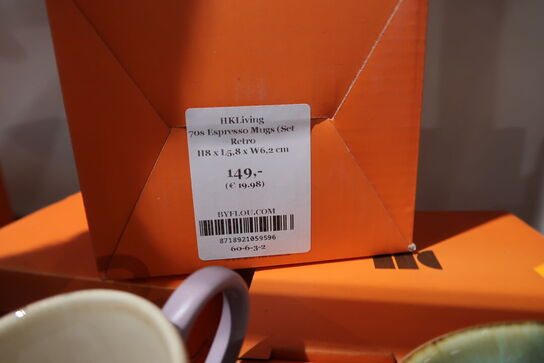 HKLiving
70s Espresso Mugs (Set
Retro
H8 x L5,8 x W6,2 cm
149,-
(€ 19.98)
BYFLOU.COM
8718921059596
60-6-3-2